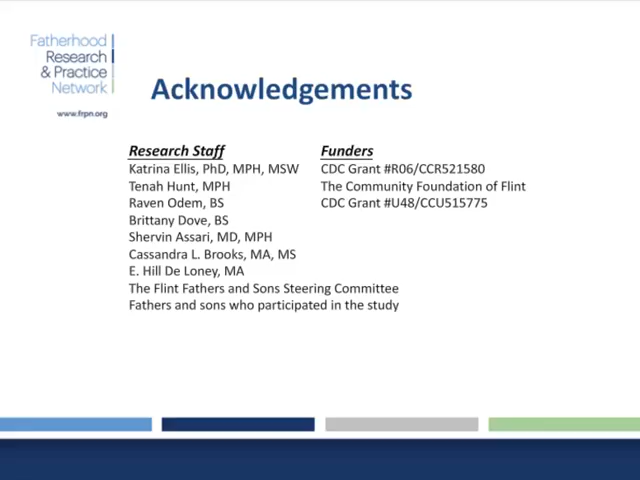 Fatherhood
Research
& Practice
Network
www.frpn.org
Acknowledgements
Research Staff
Katrina Ellis, PhD, MPH, MSW
Tenah Hunt, MPH
Raven Odem, BS
Brittany Dove, BS
Shervin Assari, MD, MPH
Cassandra L. Brooks, MA, MS
E. Hill De Loney, MA
The Flint Fathers and Sons Steering Committee
Fathers and sons who participated in the study
Funders
CDC Grant #R06/CCR521580
The Community Foundation of Flint
CDC Grant #U48/CCU515775